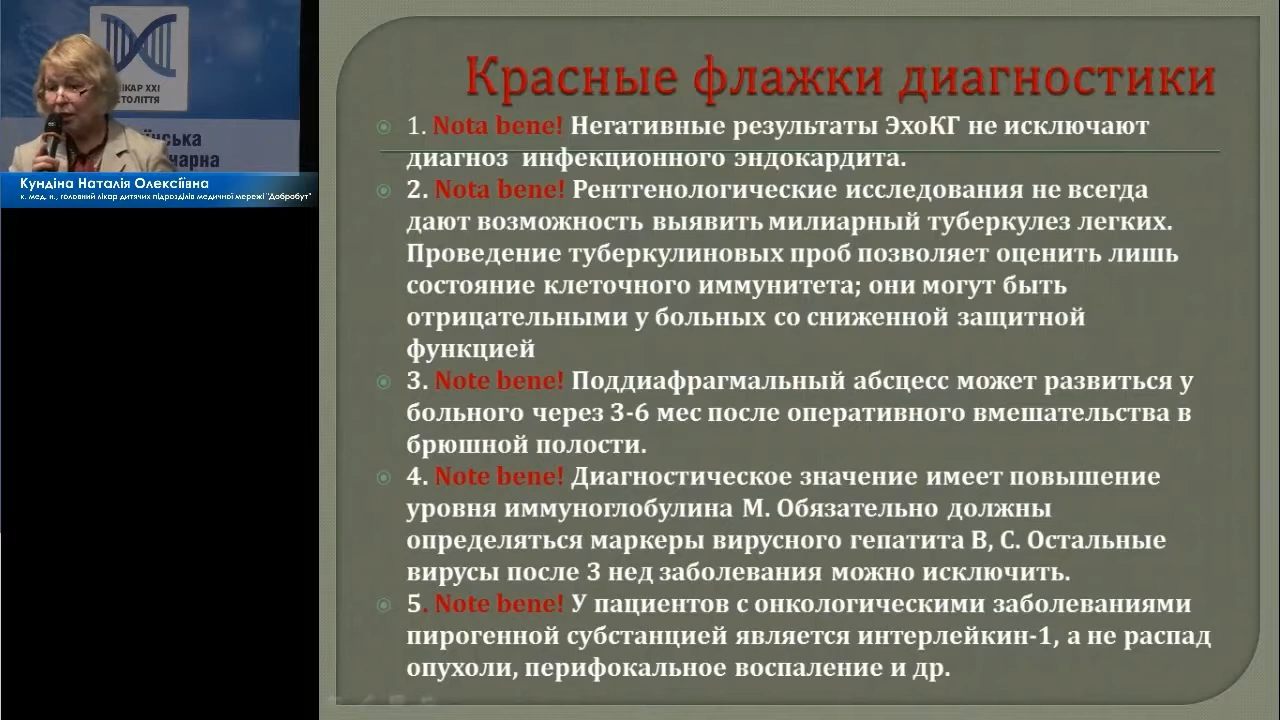 ІКАР XXI
СТОЛІТТЯ
їнська
нарна
Кундіна Наталія Олексіївна
к. мед. н., головний лікар дитячих підрозділів медичної мережі "Добробут"
Красные флажки диагностики
1. Nota bene! Негативные результаты ЭхоКГ не исключают
диагноз инфекционного эндокардита.
2. Nota bene! Рентгенологические исследования не всегда
дают возможность выявить милиарный туберкулез легких.
Проведение туберкулиновых проб позволяет оценить лишь
состояние клеточного иммунитета; они могут быть
отрицательными у больных со сниженной защитной
функцией
3. Note bene! Поддиафрагмальный абсцесс может развиться у
больного через 3-6 мес после оперативного вмешательства в
брюшной полости.
4. Note bene! Диагностическое значение имеет повышение
уровня иммуноглобулина М. Обязательно должны
определяться маркеры вирусного гепатита В, С. Остальные
вирусы после 3 нед заболевания можно исключить.
5. Note bene! У пациентов с онкологическими заболеваниями
пирогенной субстанцией является интерлейкин-1, а не распад
опухоли, перифокальное воспаление и др.